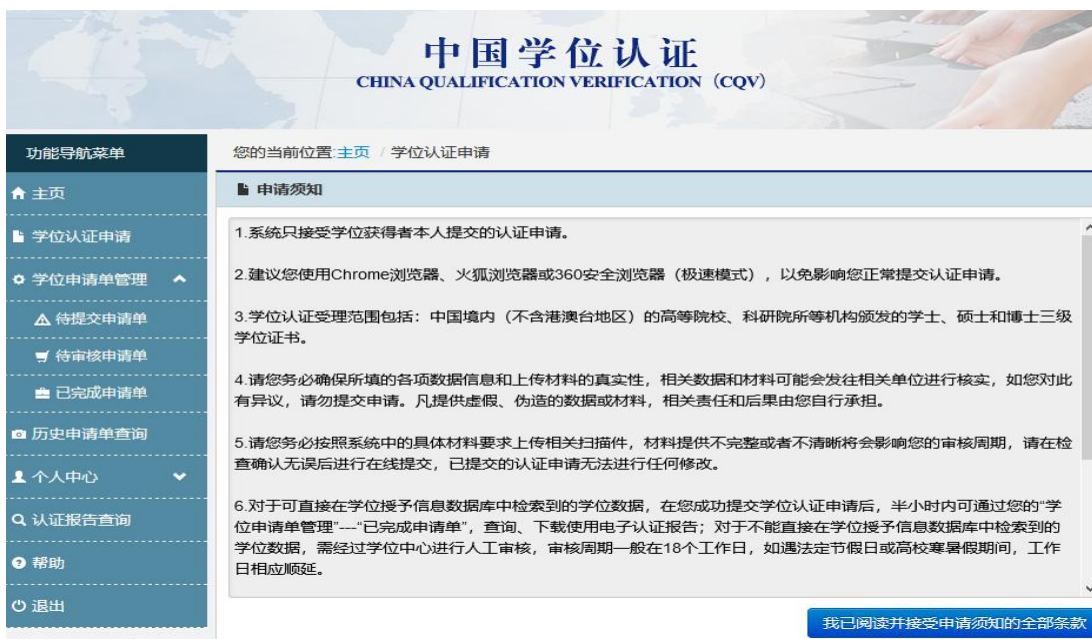 中国学位认证
CHINA QUALIFICATION VERIFICATION（CQV）
功能导航菜单
主页
学位认证申请
学位申请单管理
待提交申请单
待审核申请单
已完成申请单
历史申请单查询
个人中心
认证报告查询
帮助
退出
您的当前位置:主页 / 学位认证申请
申请须知
1.系统只接受学位获得者本人提交的认证申请。
2.建议您使用Chrome浏览器、火狐浏览器或360安全浏览器（极速模式），以免影响您正常提交认证申请。
3.学位认证受理范围包括：中国境内（不含港澳台地区）的高等院校、科研院所等机构颁发的学士、硕士和博士三级
学位证书。
4.请您务必确保所填的各项数据信息和上传材料的真实性，相关数据和材料可能会发往相关单位进行核实，如您对此
有异议，请勿提交申请。凡提供虚假、伪造的数据或材料，相关责任和后果由您自行承担。
5.请您务必按照系统中的具体材料要求上传相关扫描件，材料提供不完整或者不清晰将会影响您的审核周期，请在检
查确认无误后进行在线提交，已提交的认证申请无法进行任何修改。
6.对于可直接在学位授予信息数据库中检索到的学位数据，在您成功提交学位认证申请后，半小时内可通过您的“学
位申请单管理”---“已完成申请单”，查询、下载使用电子认证报告；对于不能直接在学位授予信息数据库中检索到的
学位数据，需经过学位中心进行人工审核，审核周期一般在18个工作日，如遇法定节假日或高校寒暑假期间，工作
日相应顺延。
我已阅读并接受申请须知的全部条款